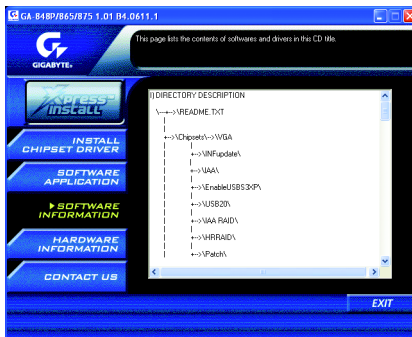 GA-848P/865/875 1.01 B4.0611.1
GIGABYTE
This page lists the contents of softwares and drivers in this CD title.
Xpress
Install
INSTALL
CHIPSET DRIVER
SOFTWARE
APPLICATION
SOFTWARE
INFORMATION
HARDWARE
INFORMATION
CONTACT US
I) DIRECTORY DESCRIPTION
\--+-->\README.TXT
|
+-->\Chipsets\-->VGA
| +-->\INFupdate\
| +-->\IAA\
| +-->\EnableUSBS3XP\
| +-->\USB20\
| +-->\IAA RAID\
| +-->\HRRAID\
| +-->\Patch\
EXIT